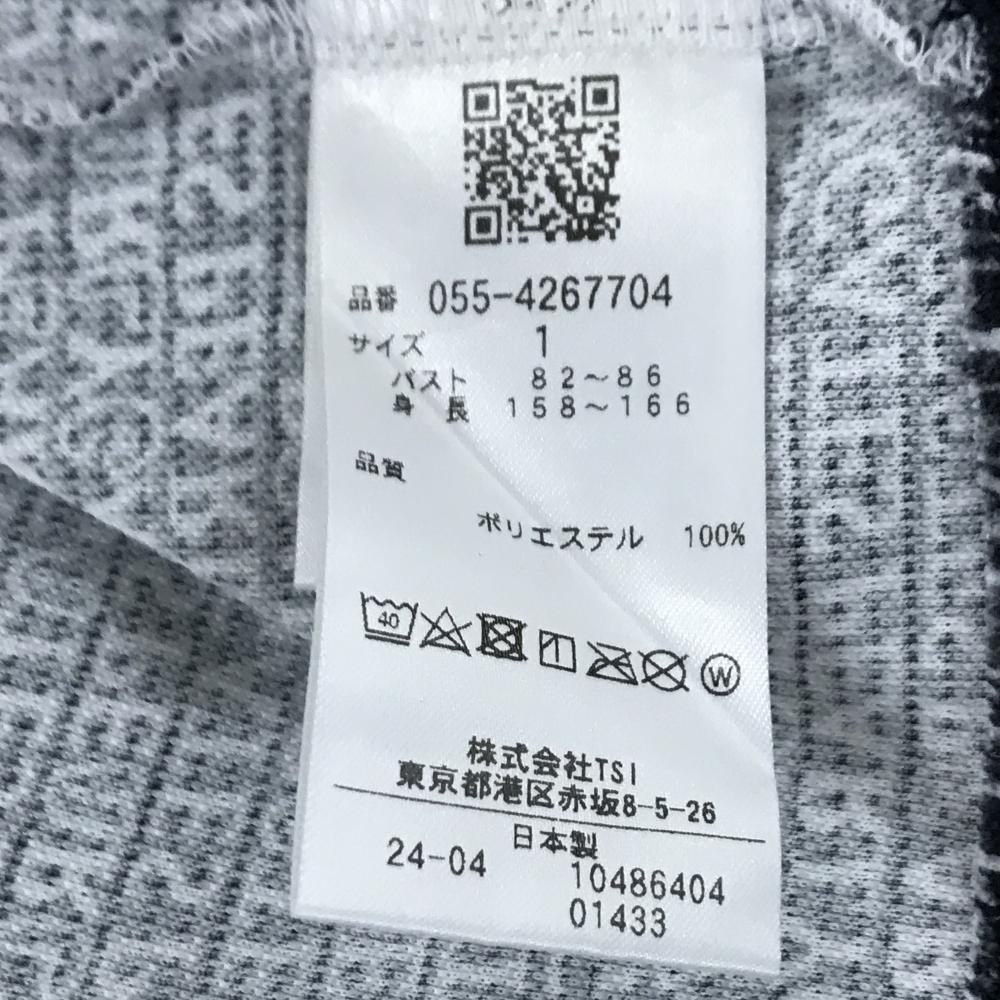 品番 055-4267704
サイズ 1
バスト 82~86
身長 158~166
品質
ポリエステル 100%
40
W
株式会社TSI
東京都港区赤坂8-5-26
日本製
24-04 10486404
01433